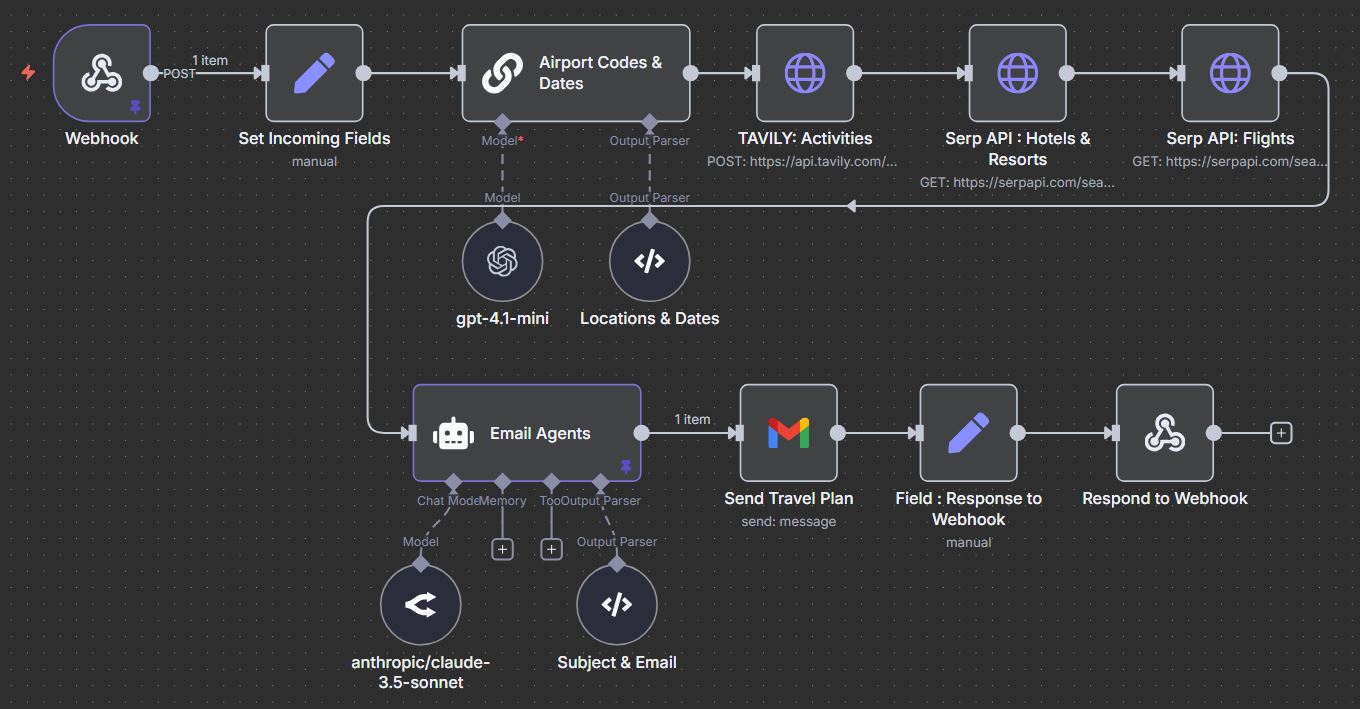 1 item
POST
Webhook
Set Incoming Fields
manual
Airport Codes &
Dates
Model*
Output Parser
Model
Output Parser
gpt-4.1-mini
Locations & Dates
TAVILY: Activities
POST: https://api.tavily.com/...
Serp API : Hotels &
Resorts
GET: https://serpapi.com/sea...
Serp API: Flights
GET: https://serpapi.com/sea...
Email Agents
1 item
Chat Mode
Memory
Too
Output Parser
Model
Output Parser
anthropic/claude-
3.5-sonnet
Subject & Email
Send Travel Plan
send: message
Field : Response to
Webhook
manual
Respond to Webhook